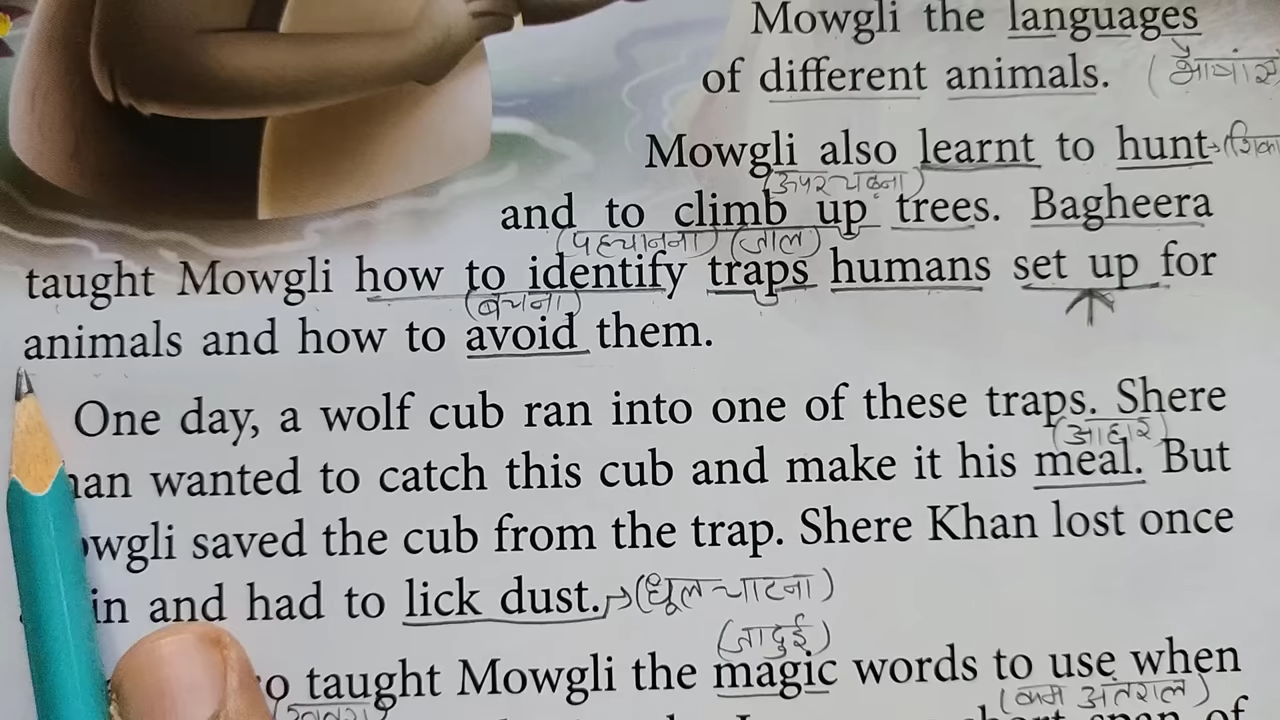 Mowgli the languages
of different animals. (
Mowgli also learnt to hunt→
(ऊपर चढ़ना)
and to climb up trees. Bagheera
(पहचानना) (जाल)
taught Mowgli how to identify traps humans set up for
(बचना)
animals and how to avoid them.
One day, a wolf cub ran into one of these traps. Shere
(आहार)
wanted to catch this cub and make it his meal. But
saved the cub from the trap. Shere Khan lost once
and had to lick dust.→(धूल चाटना)
(जादुई)
taught Mowgli the magic words to use when
(कम अंतराल)
of